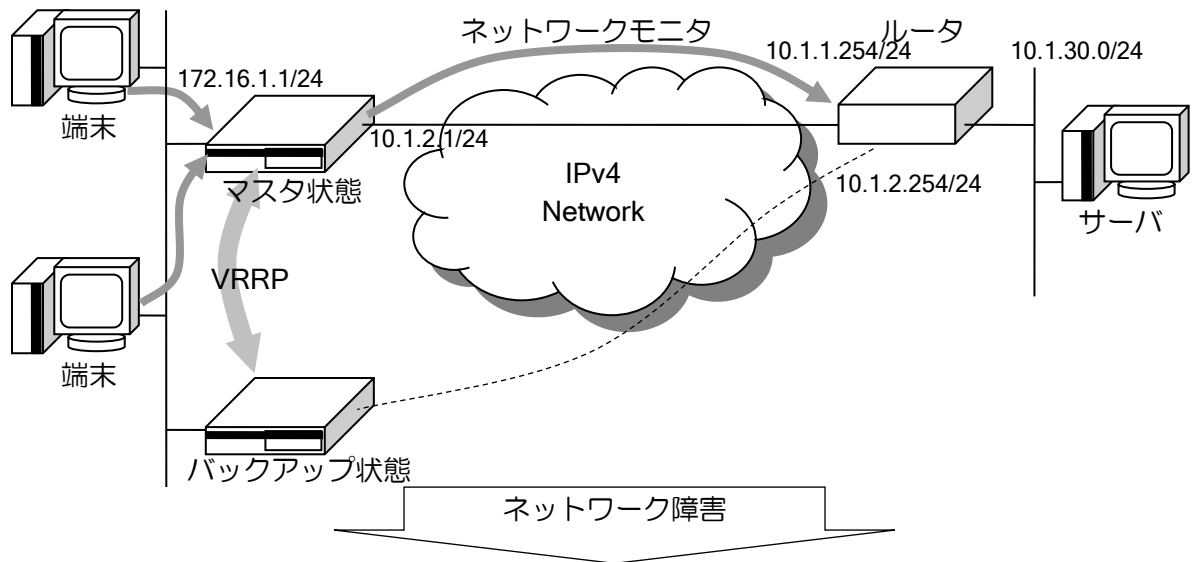 ネットワークモニタ
ルータ
10.1.1.254/24
10.1.30.0/24
172.16.1.1/24
端末
10.1.2.1/24
マスタ状態
IPv4
Network
10.1.2.254/24
サーバ
VRRP
端末
バックアップ状態
ネットワーク障害